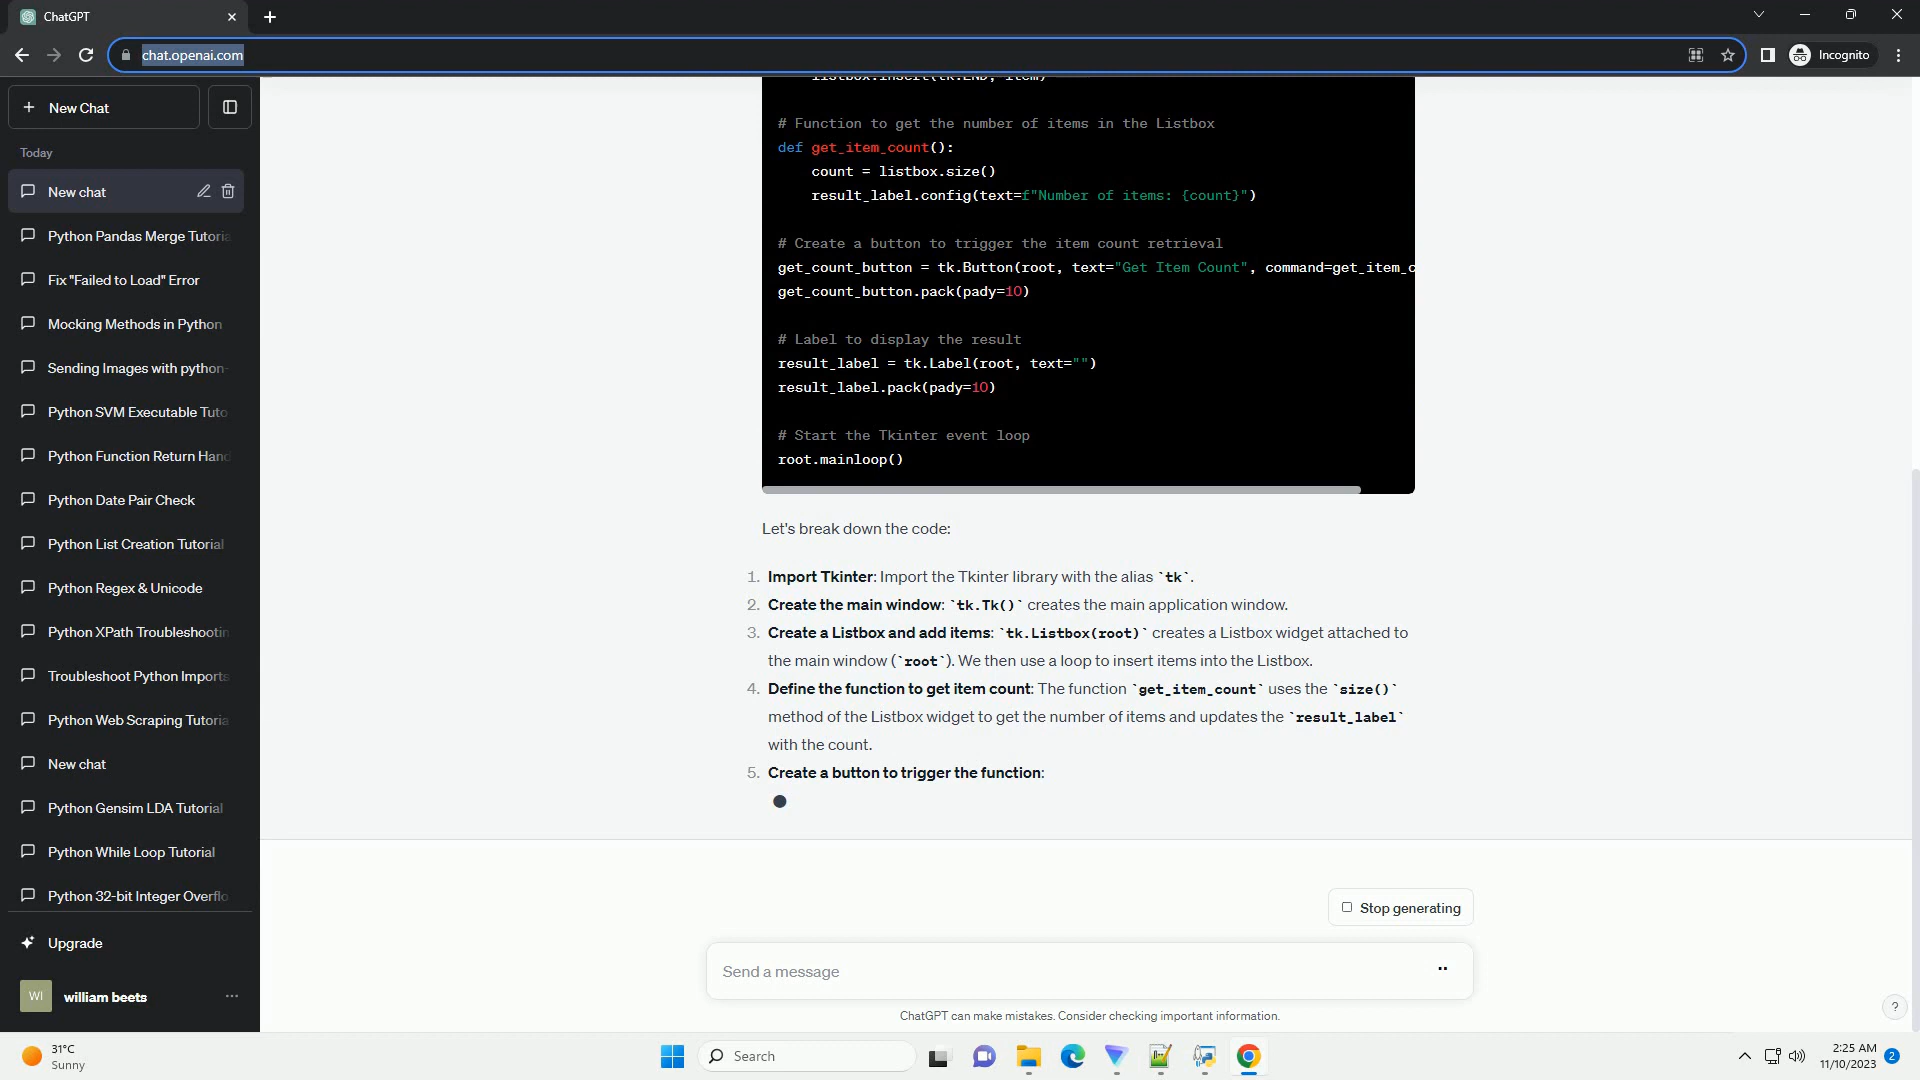 ChatGPT
chat.openai.com
Incognito
New Chat
Today
New chat
Python Pandas Merge Tutoria
Fix "Failed to Load" Error
Mocking Methods in Python
Sending Images with python-
Python SVM Executable Tuto
Python Function Return Hand
Python Date Pair Check
Python List Creation Tutorial
Python Regex & Unicode
Python XPath Troubleshootin
Troubleshoot Python Imports
Python Web Scraping Tutoria
New chat
Python Gensim LDA Tutorial
Python While Loop Tutorial
Python 32-bit Integer Overflo
Upgrade
WI
william beets
listbox.insert(tk.END, item)
# Function to get the number of items in the Listbox
def get_item_count():
count = listbox.size()
result_label.config(text=f"Number of items: {count}")
# Create a button to trigger the item count retrieval
get_count_button = tk.Button(root, text="Get Item Count", command=get_item_c
get_count_button.pack(pady=10)
# Label to display the result
result_label = tk.Label(root, text="")
result_label.pack(pady=10)
# Start the Tkinter event loop
root.mainloop()
Let's break down the code:
1. Import Tkinter: Import the Tkinter library with the alias `tk`.
2. Create the main window: `tk.Tk()` creates the main application window.
3. Create a Listbox and add items: `tk.Listbox(root)` creates a Listbox widget attached to
the main window (`root`). We then use a loop to insert items into the Listbox.
4. Define the function to get item count: The function `get_item_count` uses the `size()`
method of the Listbox widget to get the number of items and updates the `result_label`
with the count.
5. Create a button to trigger the function:
Stop generating
Send a message
ChatGPT can make mistakes. Consider checking important information.
?
31°C
Sunny
Search
2:25 AM
11/10/2023
2